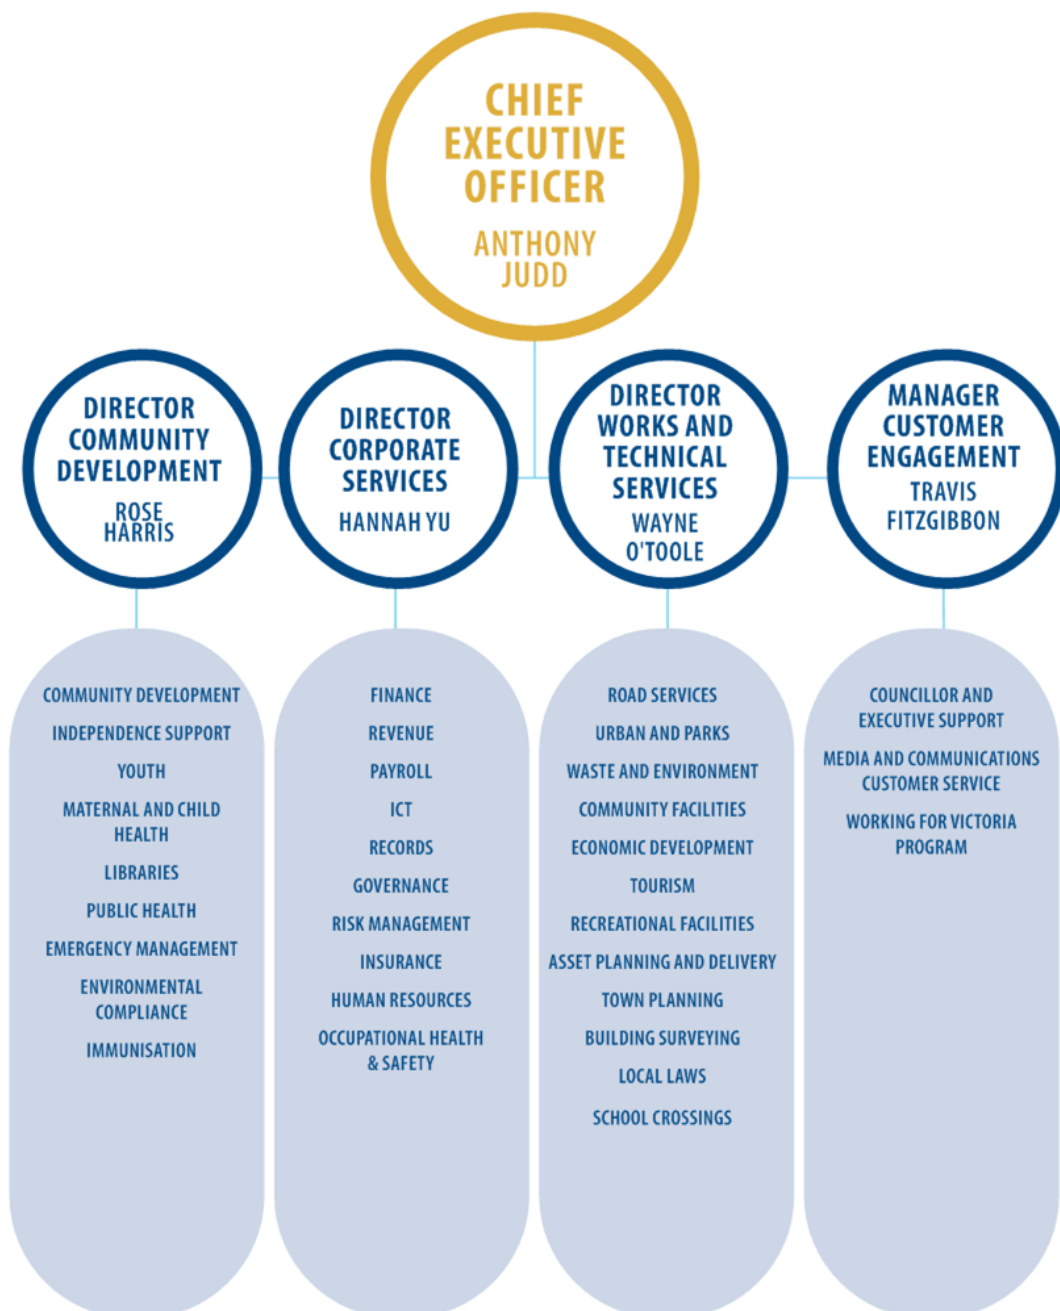 CHIEF
EXECUTIVE
OFFICER
ANTHONY
JUDD
DIRECTOR
COMMUNITY
DEVELOPMENT
ROSE
HARRIS
DIRECTOR
CORPORATE
SERVICES
HANNAH YU
DIRECTOR
WORKS AND
TECHNICAL
SERVICES
WAYNE
O'TOOLE
MANAGER
CUSTOMER
ENGAGEMENT
TRAVIS
FITZGIBBON
COMMUNITY DEVELOPMENT
INDEPENDENCE SUPPORT
YOUTH
MATERNAL AND CHILD
HEALTH
LIBRARIES
PUBLIC HEALTH
EMERGENCY MANAGEMENT
ENVIRONMENTAL
COMPLIANCE
IMMUNISATION
FINANCE
REVENUE
PAYROLL
ICT
RECORDS
GOVERNANCE
RISK MANAGEMENT
INSURANCE
HUMAN RESOURCES
OCCUPATIONAL HEALTH
& SAFETY
ROAD SERVICES
URBAN AND PARKS
WASTE AND ENVIRONMENT
COMMUNITY FACILITIES
ECONOMIC DEVELOPMENT
TOURISM
RECREATIONAL FACILITIES
ASSET PLANNING AND DELIVERY
TOWN PLANNING
BUILDING SURVEYING
LOCAL LAWS
SCHOOL CROSSINGS
COUNCILLOR AND
EXECUTIVE SUPPORT
MEDIA AND COMMUNICATIONS
CUSTOMER SERVICE
WORKING FOR VICTORIA
PROGRAM